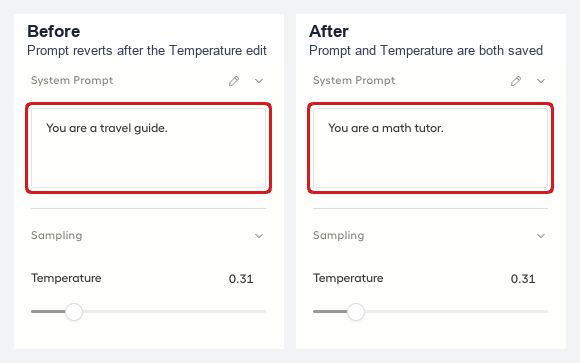 Before
Prompt reverts after the Temperature edit
System Prompt
You are a travel guide.
Sampling
Temperature 0.31
After
Prompt and Temperature are both saved
System Prompt
You are a math tutor.
Sampling
Temperature 0.31